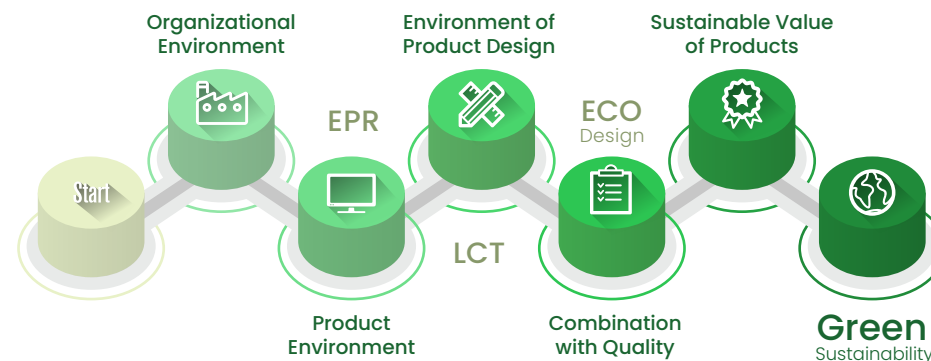 Organizational
Environment
Environment of
Product Design
Sustainable Value
of Products
EPR
ECO
Design
Start
LCT
Product
Environment
Combination
with Quality
Green
Sustainability